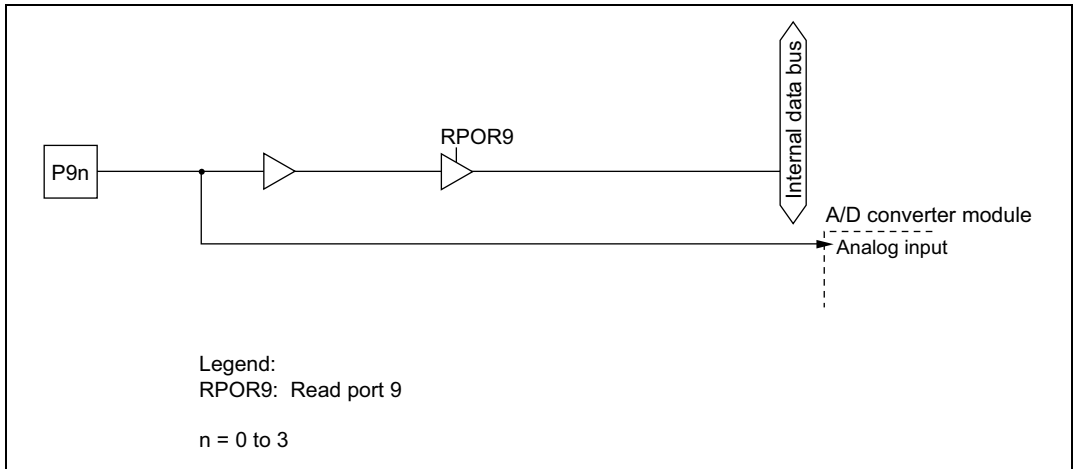 Internal data bus
RPOR9
P9n
A/D converter module
Analog input
Legend:
RPOR9: Read port 9
n = 0 to 3